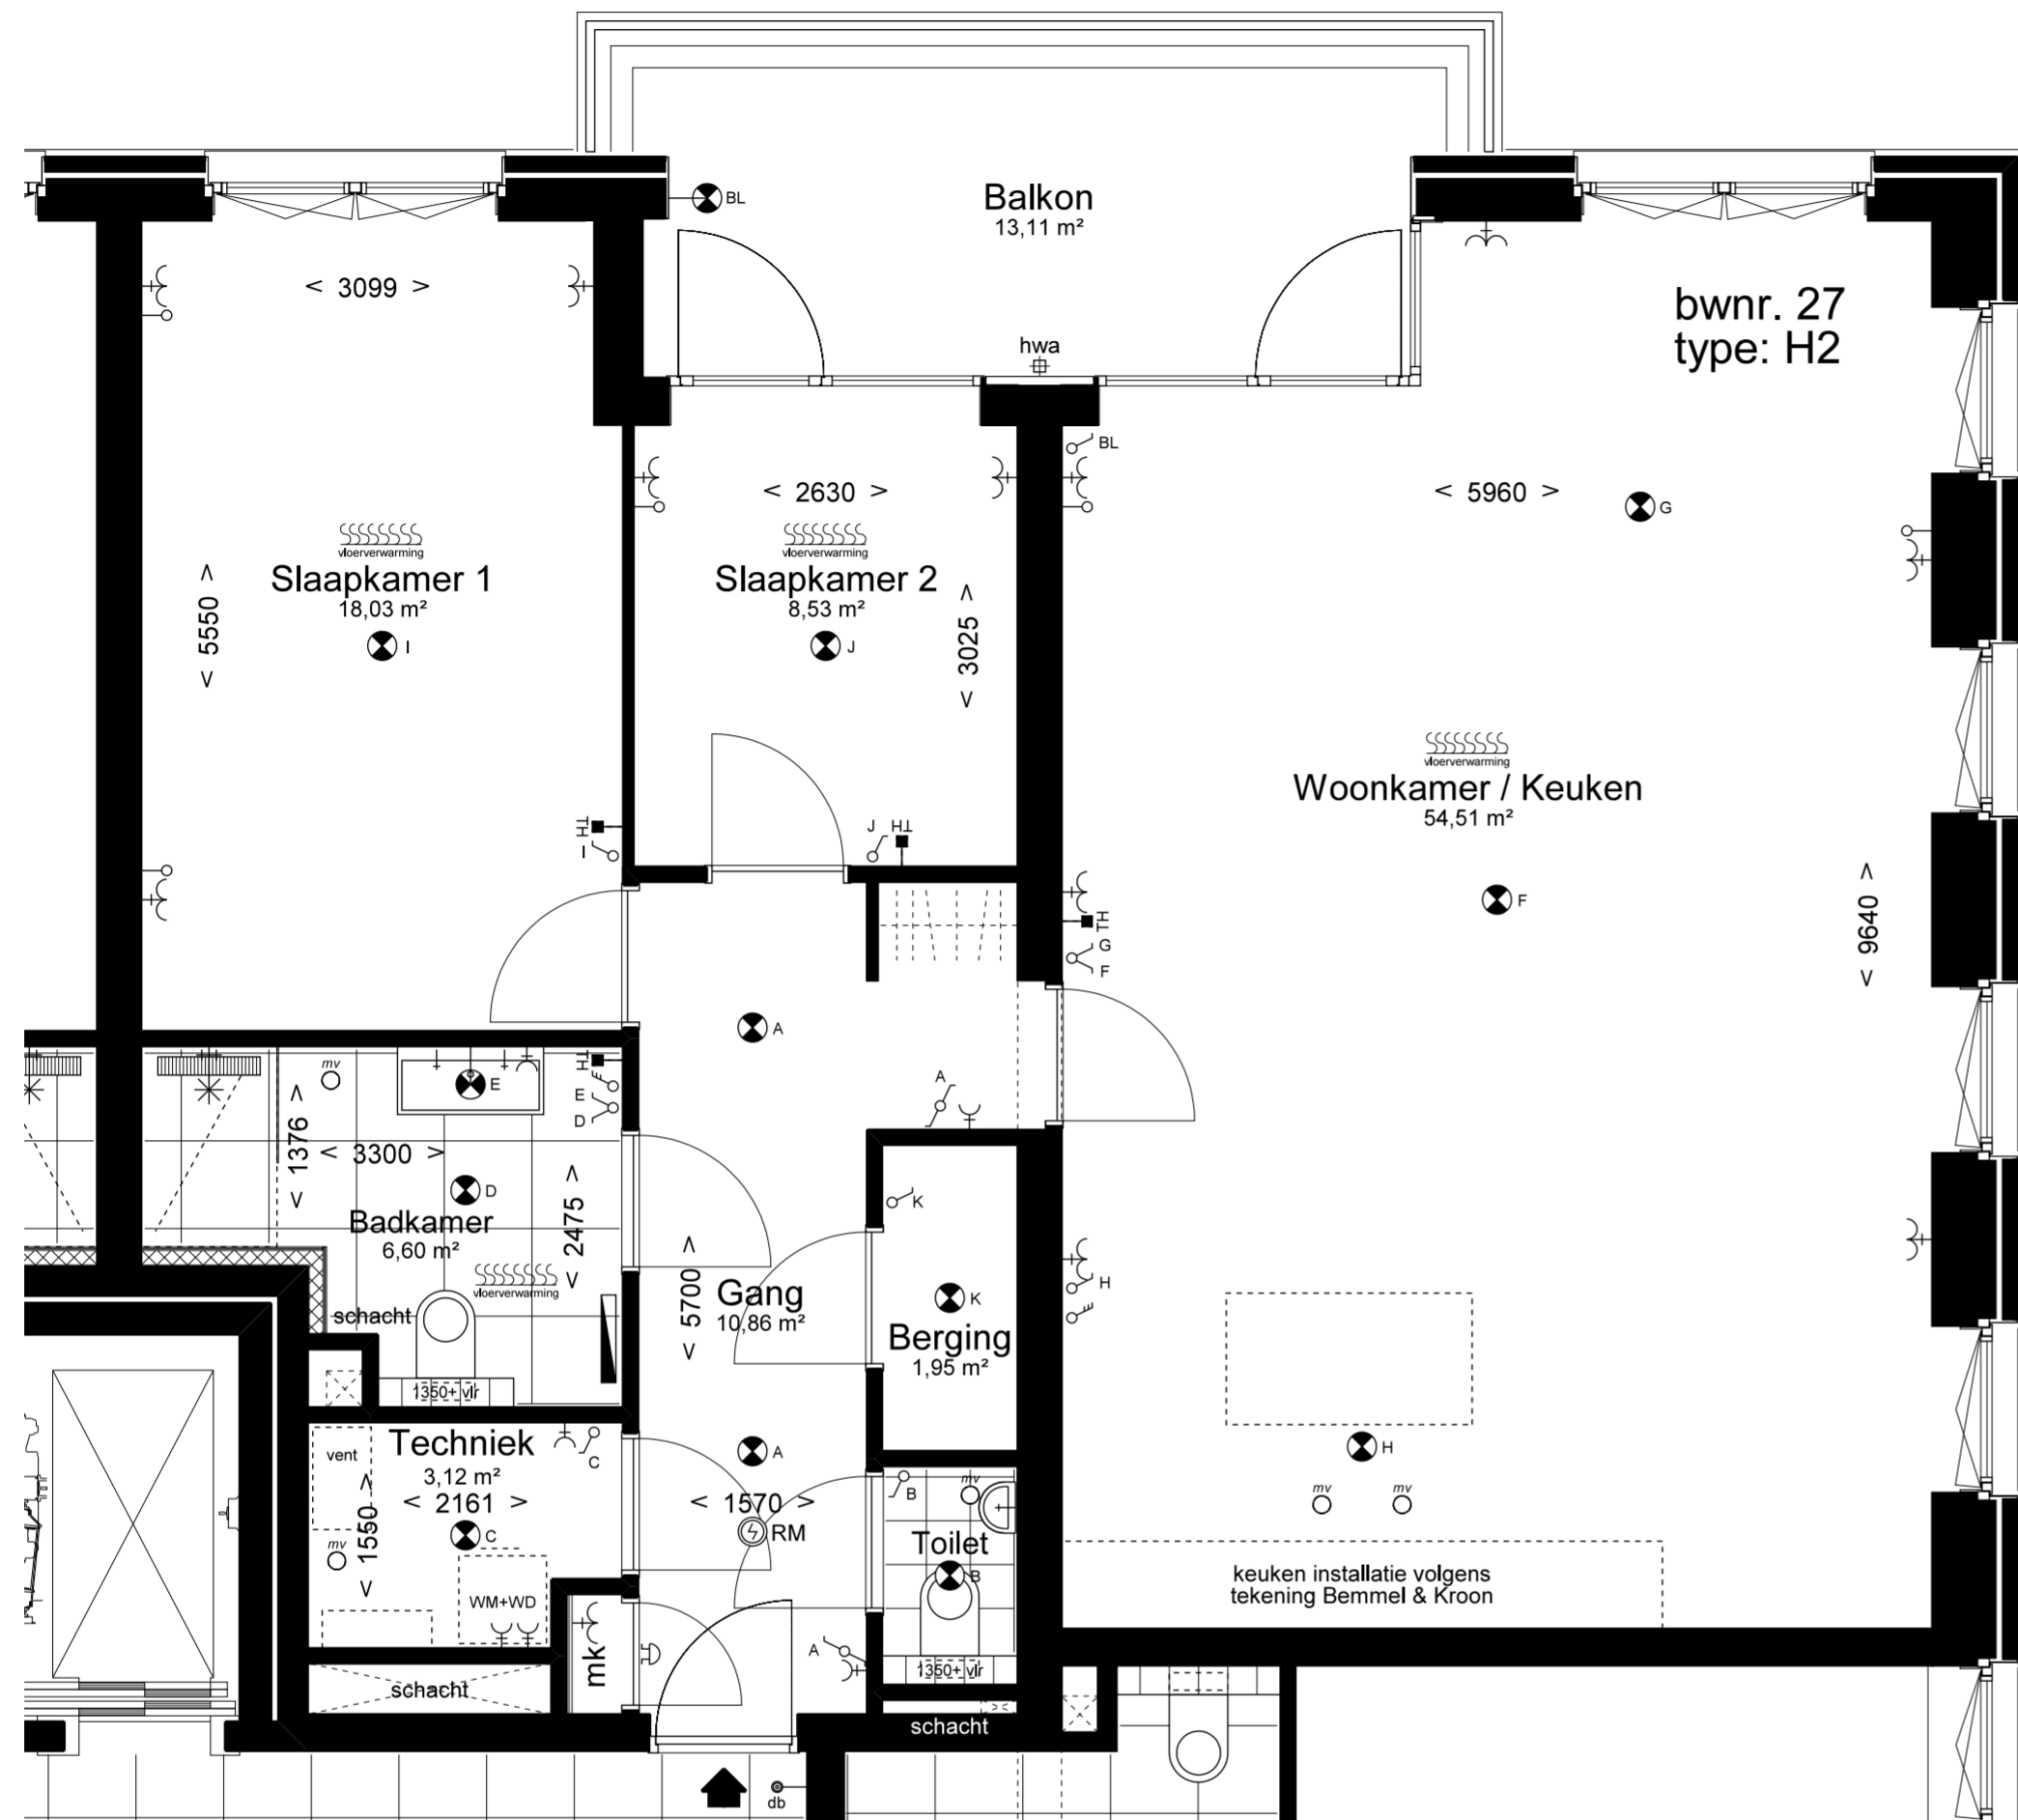 Balkon
13,11 m²
BL
hwa
bwnr. 27
type: H2
< 3099 >
< 2630 >
< 5960 >
BL
G
vloerverwarming
Slaapkamer 1
18,03 m²
I
< 5550 >
vloerverwarming
Slaapkamer 2
8,53 m²
J
< 3025 >
vloerverwarming
Woonkamer / Keuken
54,51 m²
F
< 9640 >
TH
I
J
TH
TH
G
F
A
A
mv
E
TH
E
D
< 1376 >
< 3300 >
D
Badkamer
6,60 m²
< 2475 >
vloerverwarming
schacht
1350+ vlr
K
< 5700 >
Gang
10,86 m²
K
Berging
1,95 m²
H
H
mv
mv
vent
Techniek
3,12 m²
< 2161 >
C
C
mv
< 1590 >
WM+WD
A
< 1570 >
RM
B
mv
Toilet
B
1350+ vlr
keuken installatie volgens
tekening Bemmel & Kroon
A
mk
schacht
schacht
db